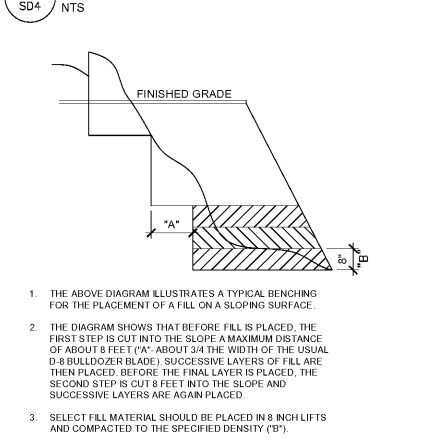 SD4
NTS
FINISHED GRADE
"A"
8"
"B"
1. THE ABOVE DIAGRAM ILLUSTRATES A TYPICAL BENCHING
FOR THE PLACEMENT OF A FILL ON A SLOPING SURFACE.
2. THE DIAGRAM SHOWS THAT BEFORE FILL IS PLACED, THE
FIRST STEP IS CUT INTO THE SLOPE A MAXIMUM DISTANCE
OF ABOUT 8 FEET ("A"- ABOUT 3/4 THE WIDTH OF THE USUAL
D-8 BULLDOZER BLADE). SUCCESSIVE LAYERS OF FILL ARE
THEN PLACED. BEFORE THE FINAL LAYER IS PLACED, THE
SECOND STEP IS CUT 8 FEET INTO THE SLOPE AND
SUCCESSIVE LAYERS ARE AGAIN PLACED.
3. SELECT FILL MATERIAL SHOULD BE PLACED IN 8 INCH LIFTS
AND COMPACTED TO THE SPECIFIED DENSITY ("B").